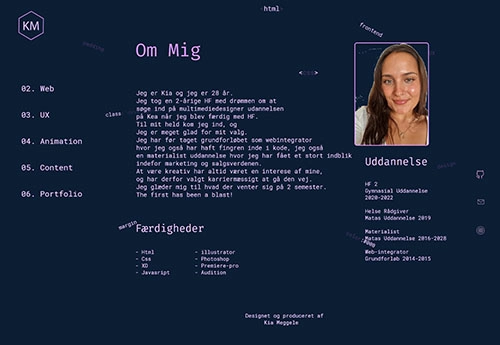 html
KM
frontend
Om Mig
<css>
02. Web
03. UX
04. Animation
05. Content
06. Portfolio
class
Jeg er Kia og jeg er 28 år.
Jeg tog en 2-årige HF med drømmen om at
søge ind på multimediedesigner udannelsen
på Kea når jeg blev færdig med HF.
Til mit held kom jeg ind, og
Jeg er meget glad for mit valg.
Jeg har før taget grundforløbet som webintegrator
hvor jeg også har haft fingren inde i kode, jeg også
en materialist uddannelse hvor jeg har fået et stort indblik
indefor marketing og salgsverdenen.
At være kreativ har altid været en interesse af mine,
og har derfor valgt karriermæssigt at gå den vej.
Jeg glæder mig til hvad der venter sig på 2 semester.
The first has been a blast!
Uddannelse
design
HF 2
Gymnasial Uddannelse
2020-2022
Helse Rådgiver
Matas Uddannelse 2019
Materialist
Matas Uddannelse 2016-2028
Web-integrator
Grundforløb 2014-2015
margin
Færdigheder
- Html
- Css
- XD
- Javasript
- illustrator
- Photoshop
- Premiere-pro
- Audition
Designet og produceret af
Kia Meggele